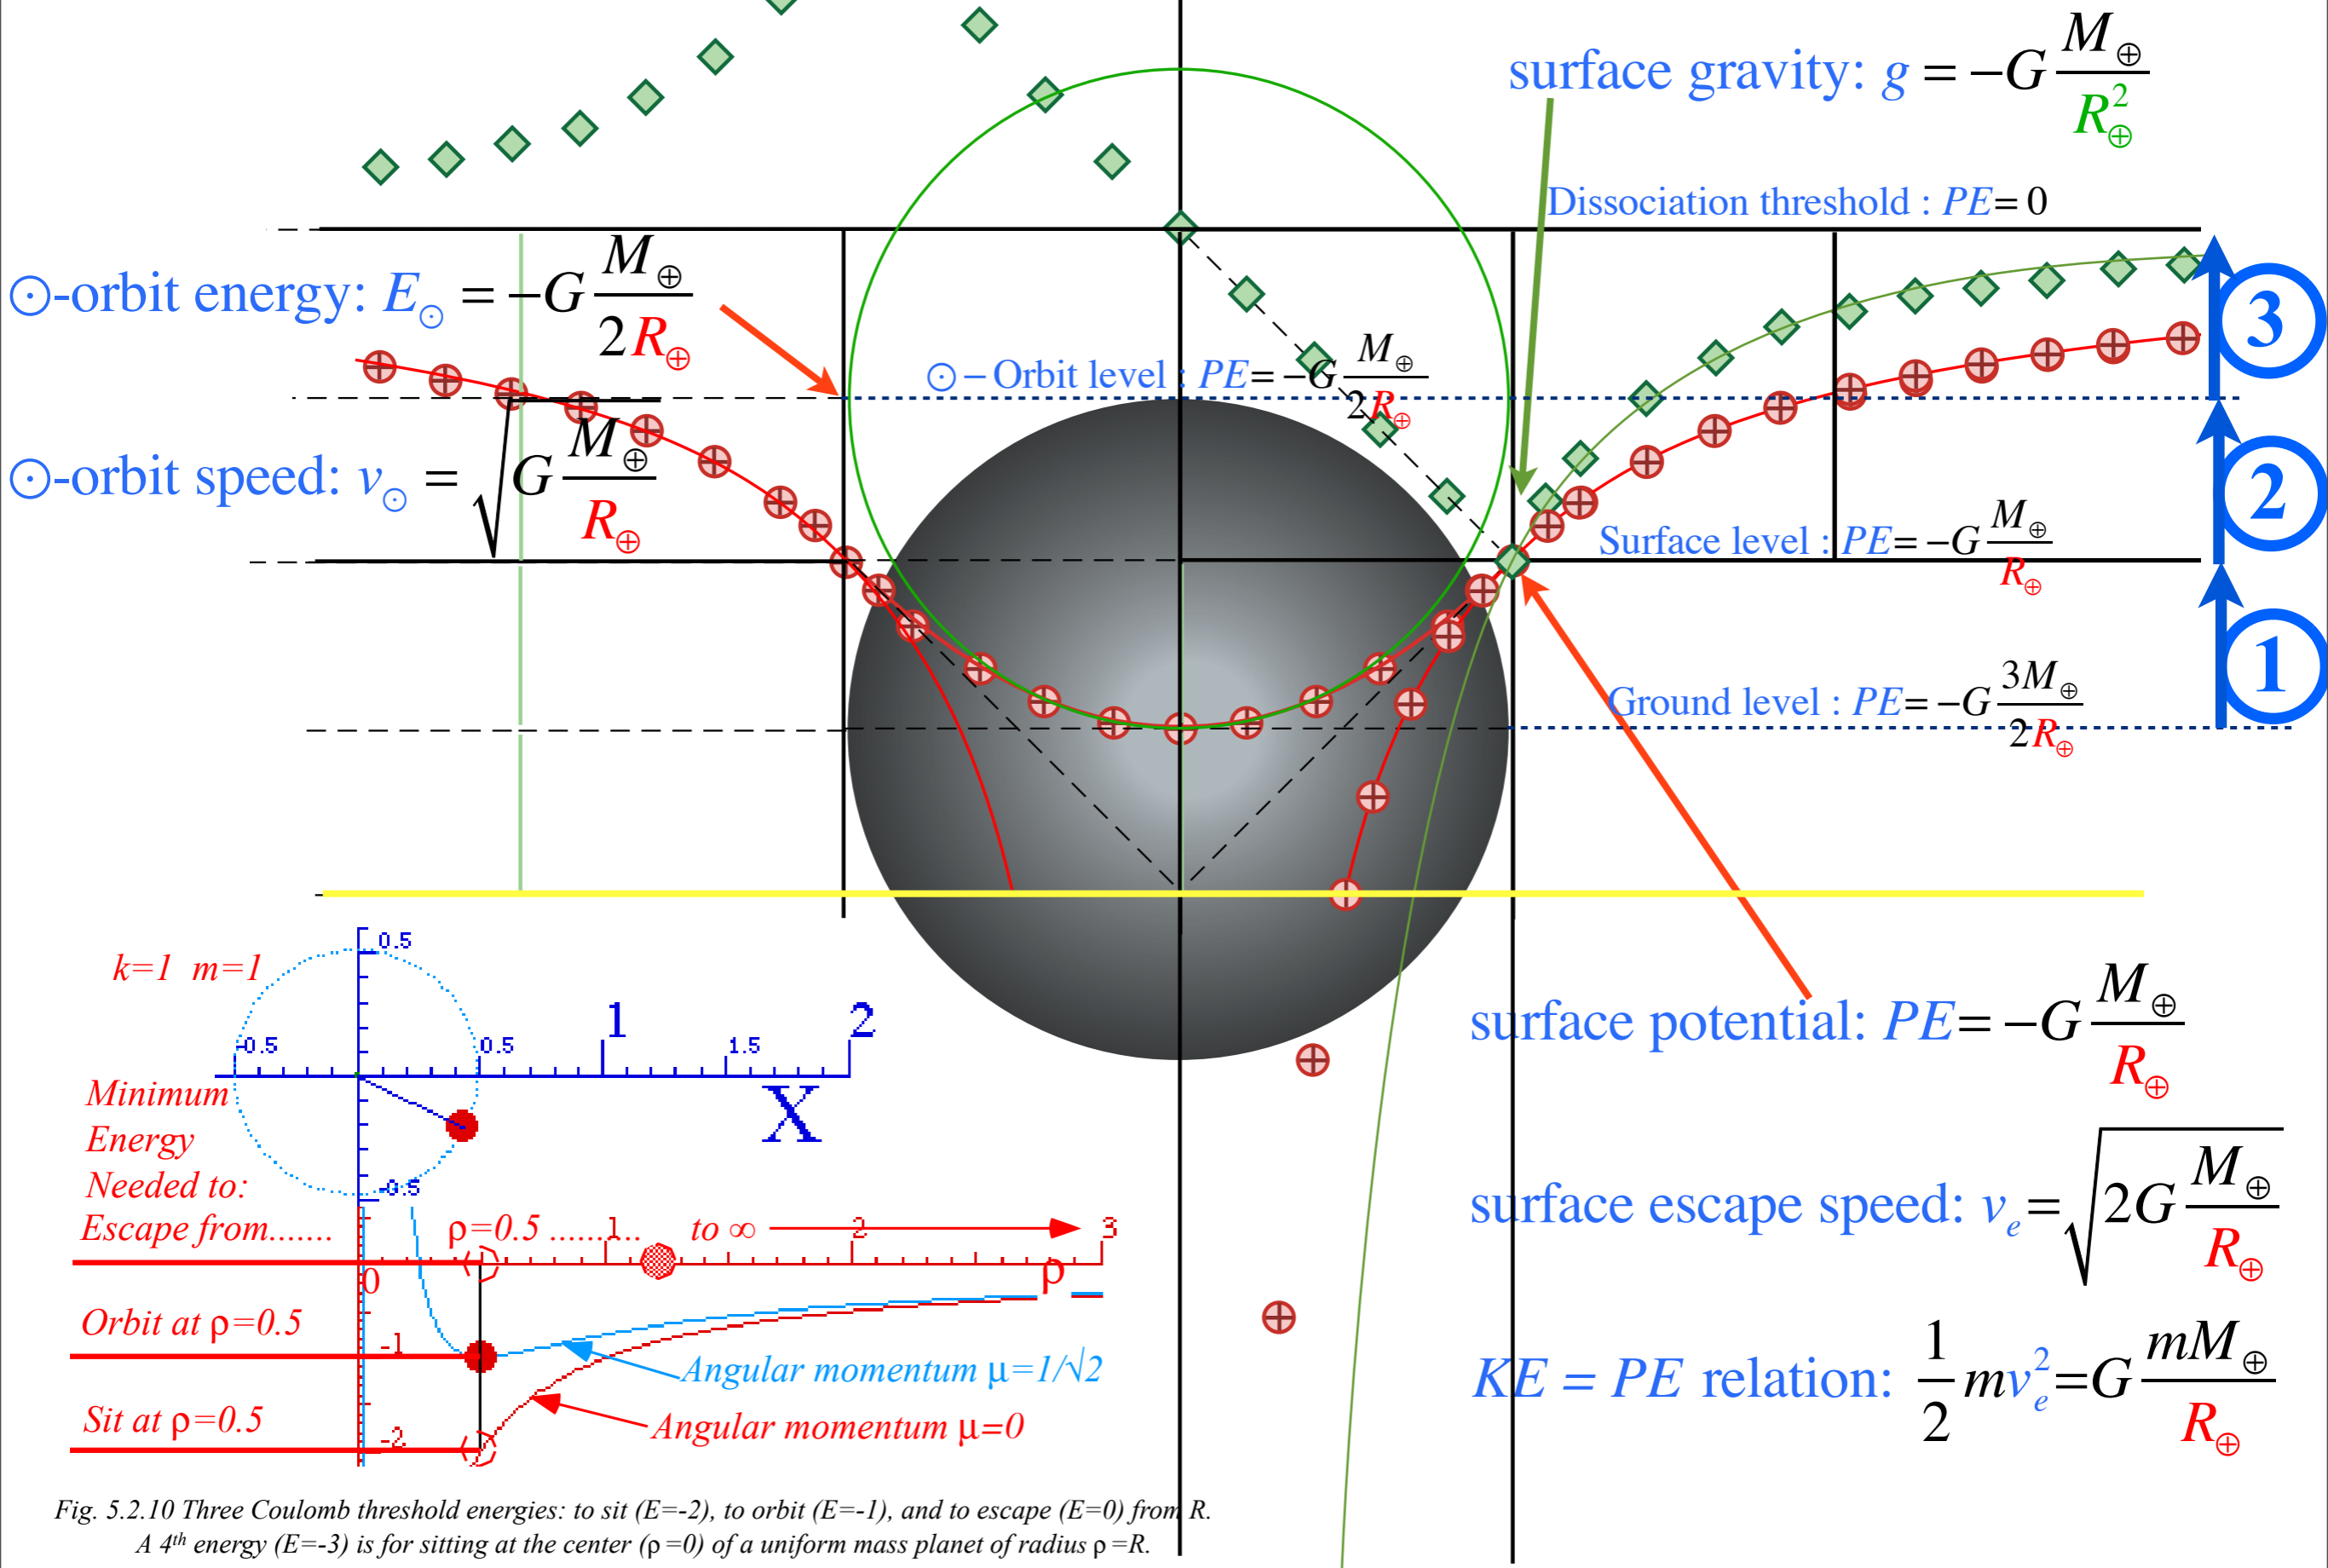 surface gravity: g = −G M⊕ / R⊕²
Dissociation threshold : PE= 0
⊙-orbit energy: E⊙ = −G M⊕ / 2R⊕
⊙−Orbit level : PE= −G M⊕ / 2R⊕
3
⊙-orbit speed: v⊙ = √(G M⊕ / R⊕)
2
Surface level : PE= −G M⊕ / R⊕
1
Ground level : PE= −G 3M⊕ / 2R⊕
surface potential: PE= −G M⊕ / R⊕
surface escape speed: vₑ= √(2G M⊕ / R⊕)
KE = PE relation: 1/2 mvₑ²=G mM⊕ / R⊕
k=1 m=1
0.5
-0.5
0.5
1
1.5
2
X
-0.5
Minimum
Energy
Needed to:
Escape from.......
ρ=0.5 ..........
to ∞
1
2
3
0
ρ
Orbit at ρ=0.5
-1
Angular momentum μ=1/√2
Sit at ρ=0.5
-2
Angular momentum μ=0
Fig. 5.2.10 Three Coulomb threshold energies: to sit (E=-2), to orbit (E=-1), and to escape (E=0) from R.
A 4th energy (E=-3) is for sitting at the center (ρ=0) of a uniform mass planet of radius ρ=R.